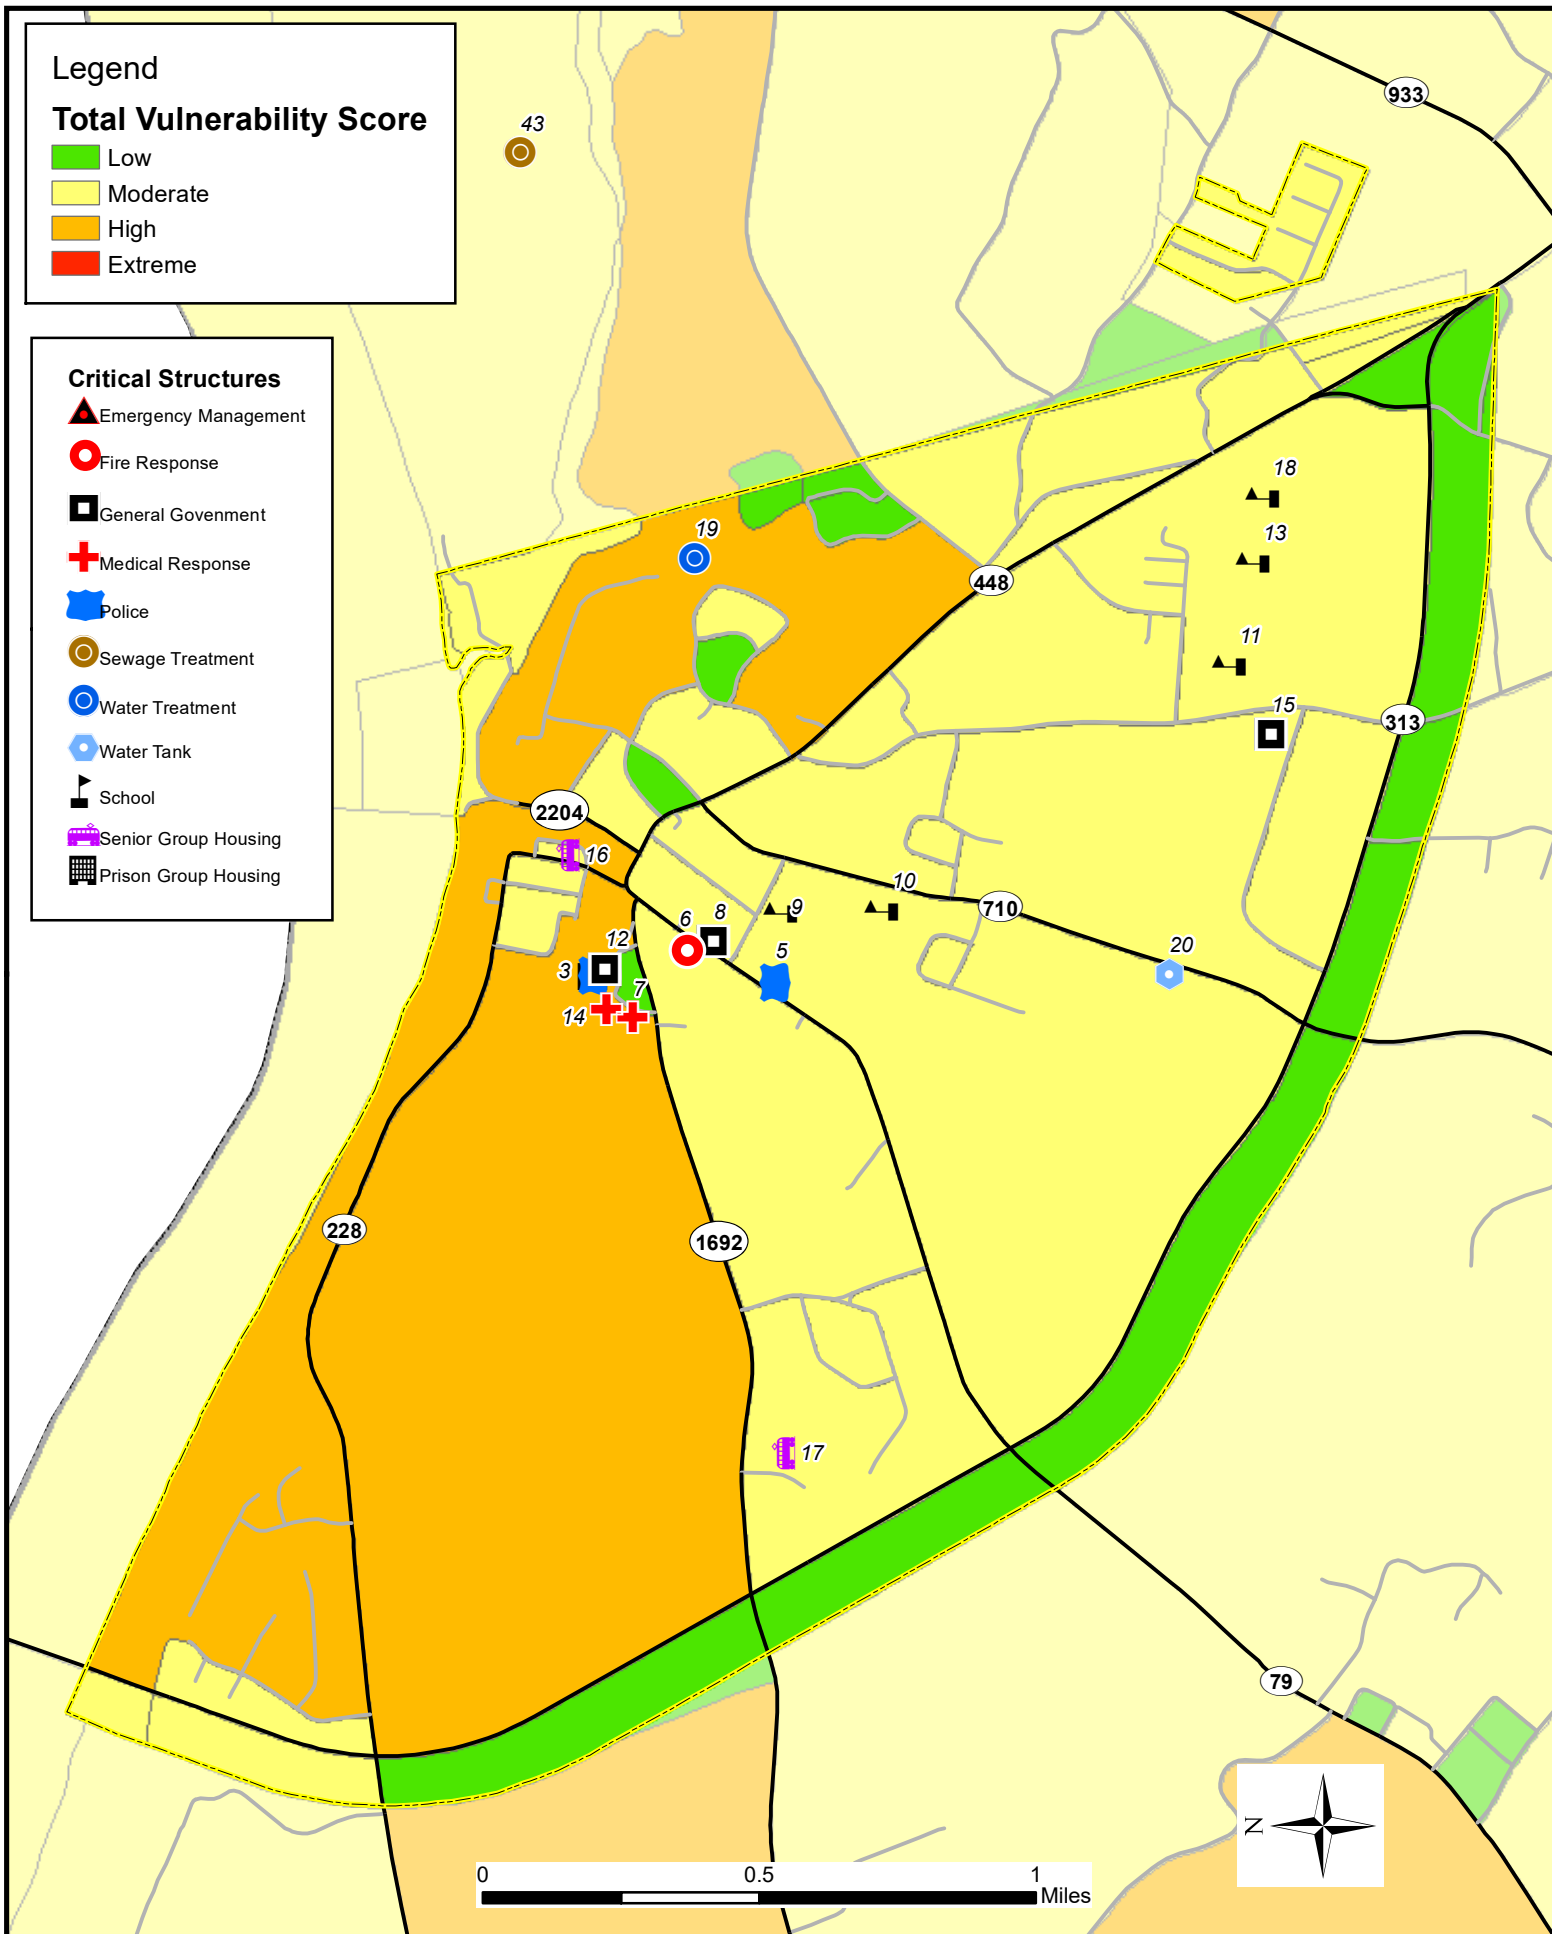 Legend
Total Vulnerability Score
Low
Moderate
High
Extreme
Critical Structures
Emergency Management
Fire Response
General Govenment
Medical Response
Police
Sewage Treatment
Water Treatment
Water Tank
School
Senior Group Housing
Prison Group Housing
43
933
18
19
13
448
11
15
313
2204
16
10
9
710
6
8
12
5
3
20
7
14
228
1692
17
79
N
0 0.5 1
Miles